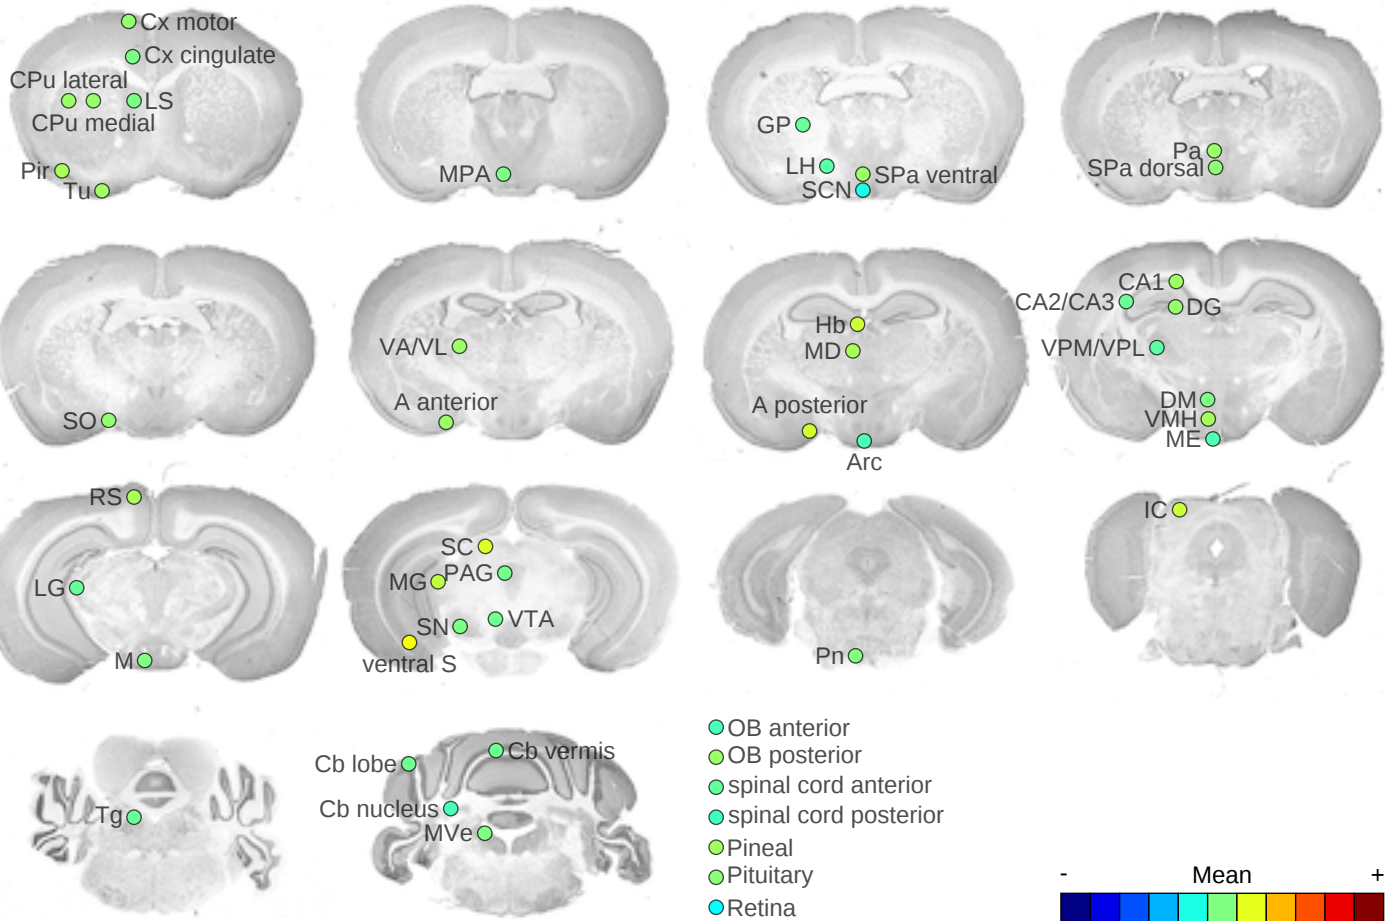 Cx motor
Cx cingulate
CPu lateral
LS
CPu medial
Pir
Tu
MPA
GP
LH
SPa ventral
SCN
Pa
SPa dorsal
SO
VA/VL
A anterior
Hb
MD
A posterior
Arc
CA1
CA2/CA3
DG
VPM/VPL
DM
VMH
ME
RS
LG
M
SC
MG
PAG
SN
VTA
ventral S
Pn
IC
Tg
Cb lobe
Cb vermis
Cb nucleus
MVe
OB anterior
OB posterior
spinal cord anterior
spinal cord posterior
Pineal
Pituitary
Retina
- Mean +